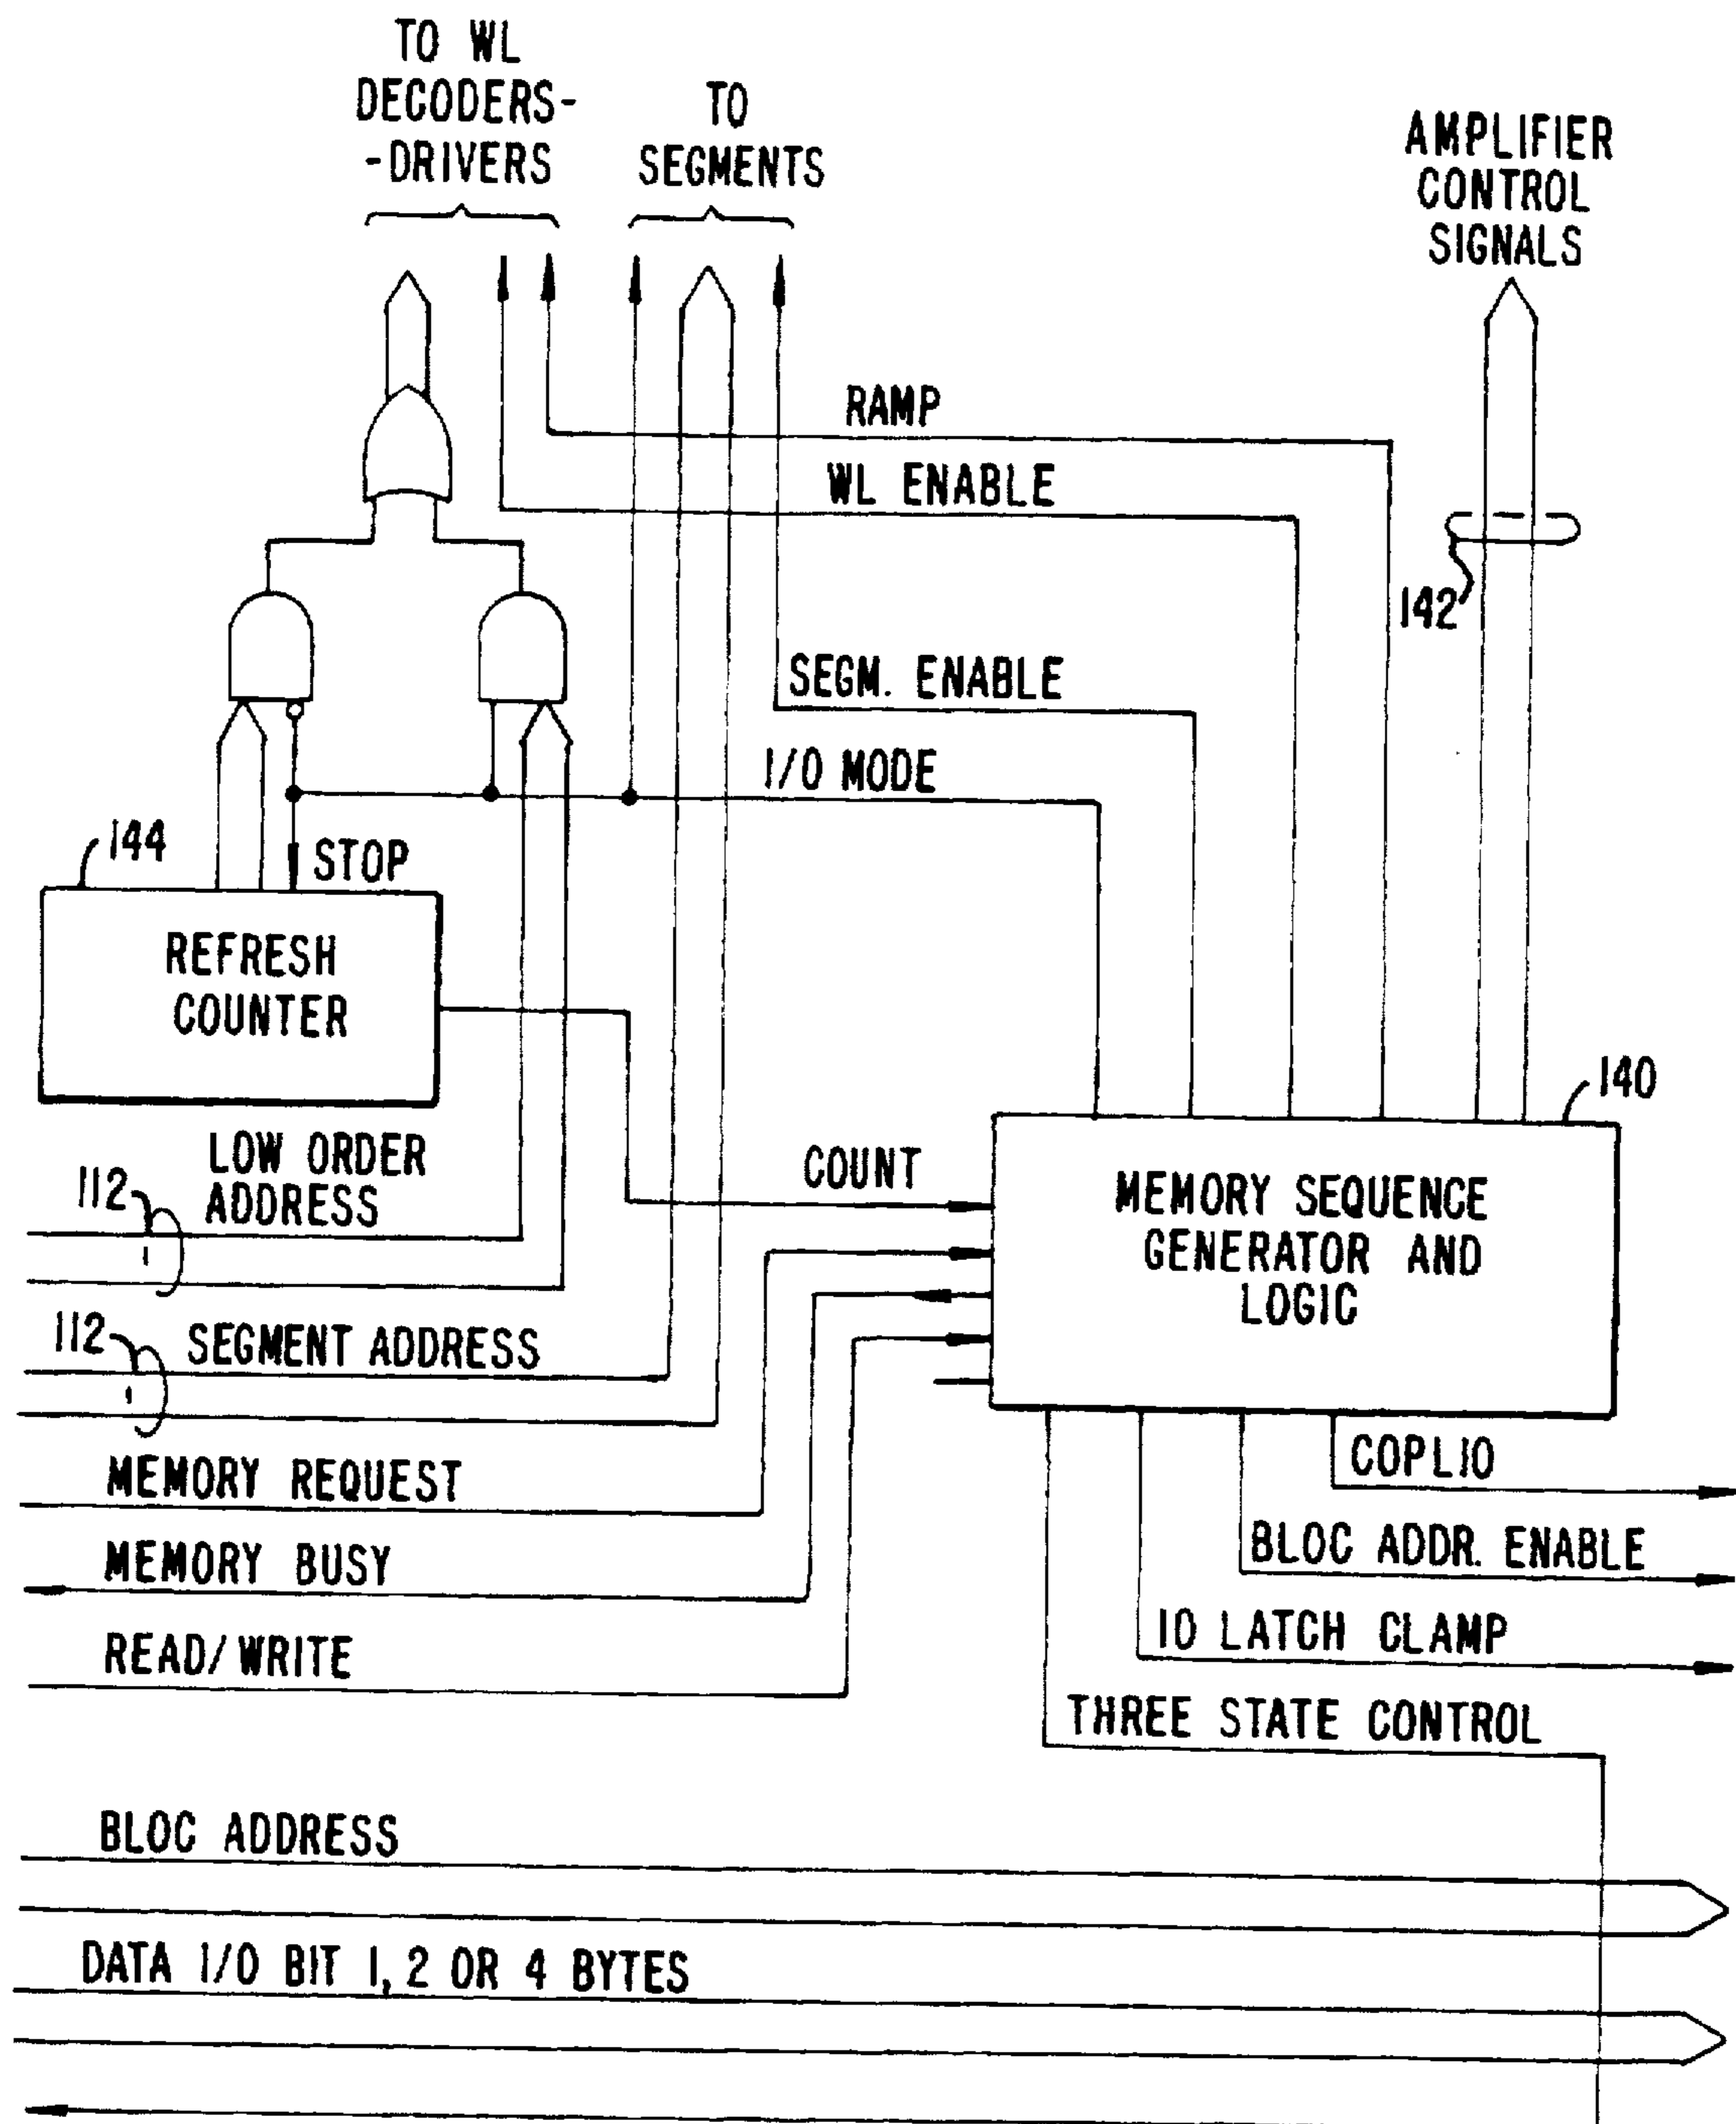 TO WL
DECODERS-
-DRIVERS
TO
SEGMENTS
AMPLIFIER
CONTROL
SIGNALS
RAMP
WL ENABLE
142
SEGM. ENABLE
I/O MODE
144
STOP
REFRESH
COUNTER
140
LOW ORDER
ADDRESS
112
COUNT
MEMORY SEQUENCE
GENERATOR AND
LOGIC
112
SEGMENT ADDRESS
MEMORY REQUEST
COPLIO
MEMORY BUSY
BLOC ADDR. ENABLE
READ/WRITE
IO LATCH CLAMP
THREE STATE CONTROL
BLOC ADDRESS
DATA I/O BIT 1, 2 OR 4 BYTES